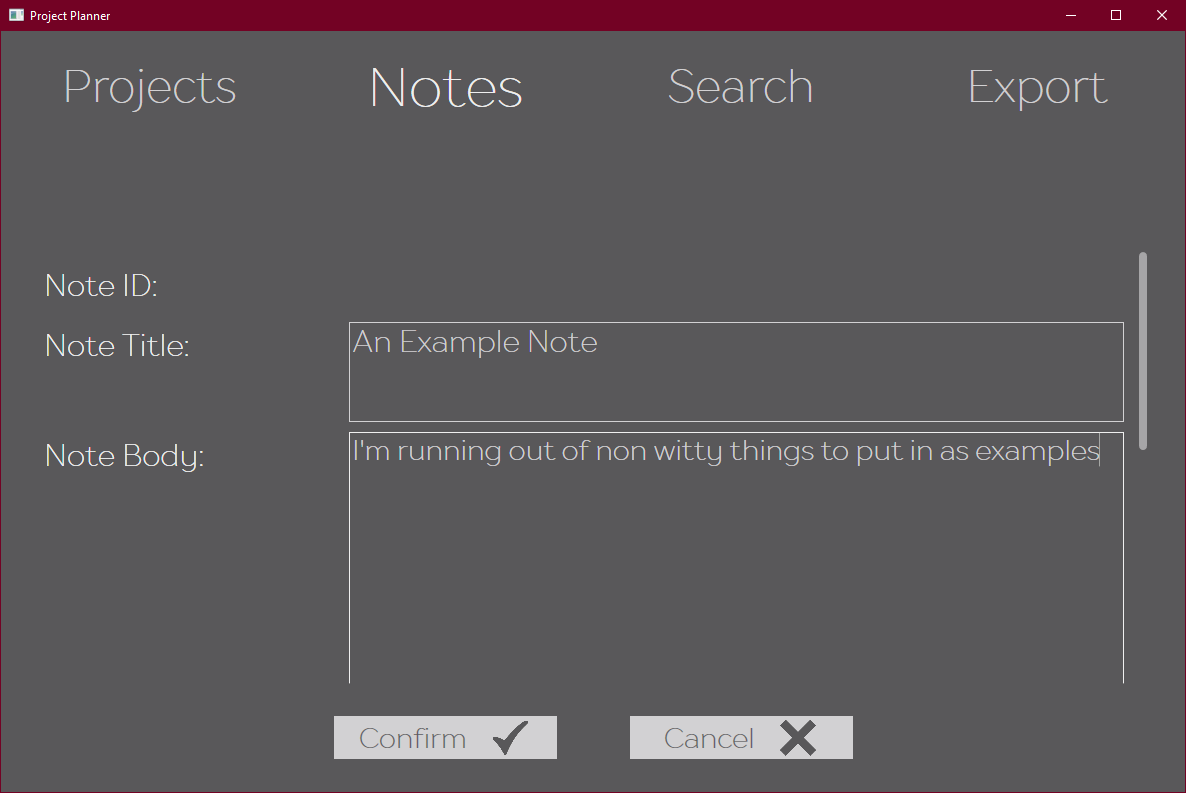 Project Planner
Projects Notes Search Export
Note ID:
Note Title: An Example Note
Note Body: I'm running out of non witty things to put in as examples
Confirm Cancel